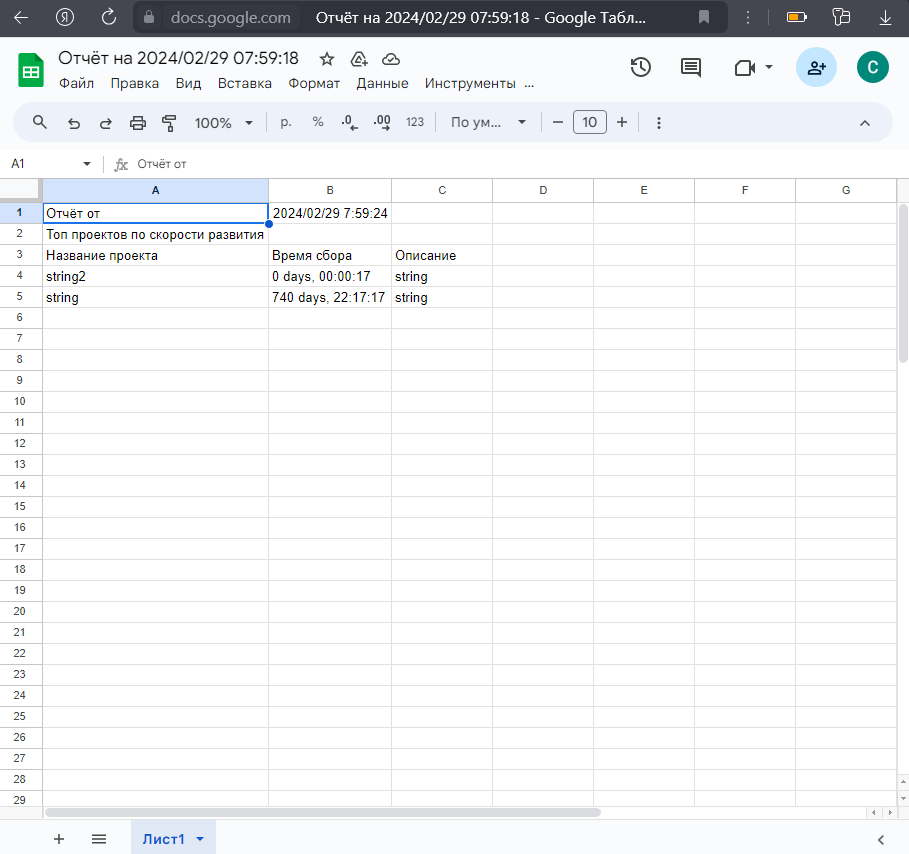 Я docs.google.com Отчёт на 2024/02/29 07:59:18 - Google Табл...
Отчёт на 2024/02/29 07:59:18
Файл Правка Вид Вставка Формат Данные Инструменты ...
С
100% р. % .0 .00 123 По ум... 10
A1 fx Отчёт от
A B C D E F G
1 Отчёт от 2024/02/29 7:59:24
2 Топ проектов по скорости развития
3 Название проекта Время сбора Описание
4 string2 0 days, 00:00:17 string
5 string 740 days, 22:17:17 string
6
7
8
9
10
11
12
13
14
15
16
17
18
19
20
21
22
23
24
25
26
27
28
29
Лист1